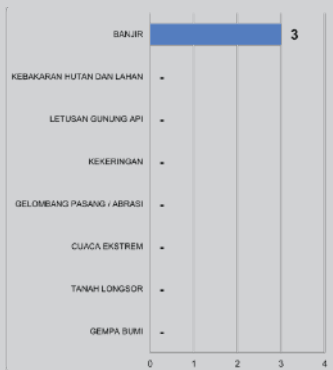 BANJIR 3
KEBAKARAN HUTAN DAN LAHAN -
LETUSAN GUNUNG API -
KEKERINGAN -
GELOMBANG PASANG / ABRASI -
CUACA EKSTREM -
TANAH LONGSOR -
GEMPA BUMI -
0 1 2 3 4